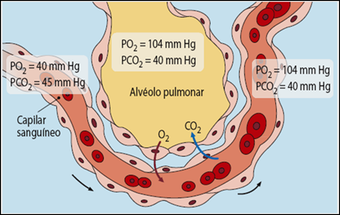 PO₂ = 40 mm Hg
PCO₂ = 45 mm Hg
PO₂ = 104 mm Hg
PCO₂ = 40 mm Hg
PO₂ = 104 mm Hg
PCO₂ = 40 mm Hg
Alvéolo pulmonar
Capilar
sanguíneo
O₂
CO₂